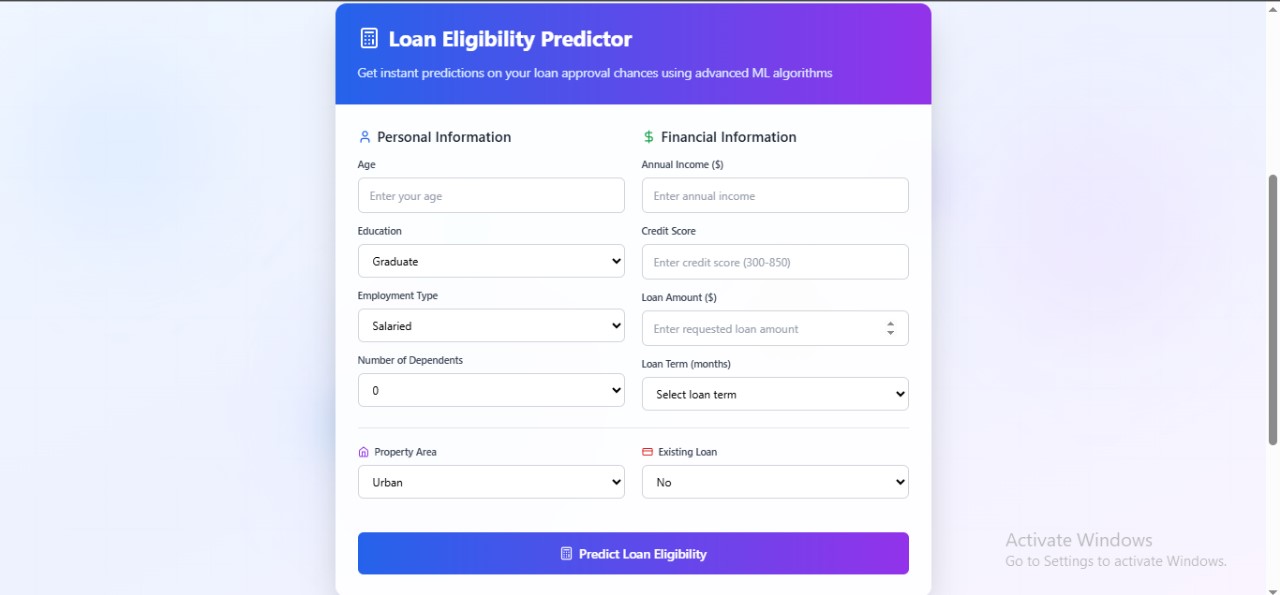 Loan Eligibility Predictor
Get instant predictions on your loan approval chances using advanced ML algorithms
Personal Information
Age
Enter your age
Education
Graduate
Employment Type
Salaried
Number of Dependents
0
Financial Information
Annual Income ($)
Enter annual income
Credit Score
Enter credit score (300-850)
Loan Amount ($)
Enter requested loan amount
Loan Term (months)
Select loan term
Property Area
Urban
Existing Loan
No
Predict Loan Eligibility
Activate Windows
Go to Settings to activate Windows.